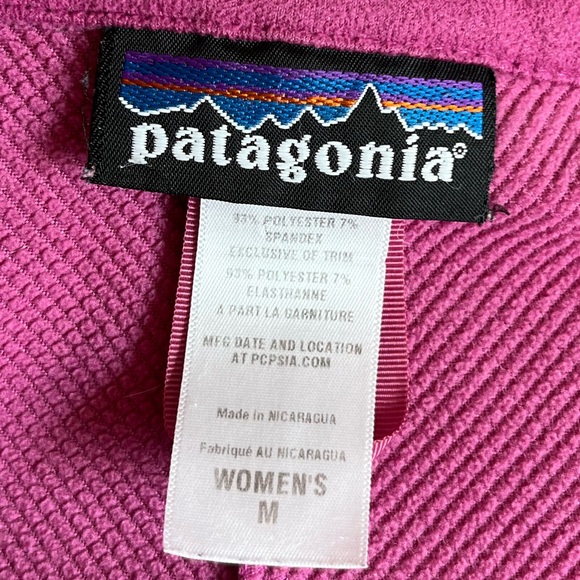 patagonia®
93% POLYESTER 7%
SPANDEX
EXCLUSIVE OF TRIM
93% POLYESTER 7%
ELASTRANNE
A PART LA GARNITURE
MFG DATE AND LOCATION
AT PCPSIA.COM
Made in NICARAGUA
Fabriqué AU NICARAGUA
WOMEN'S
M